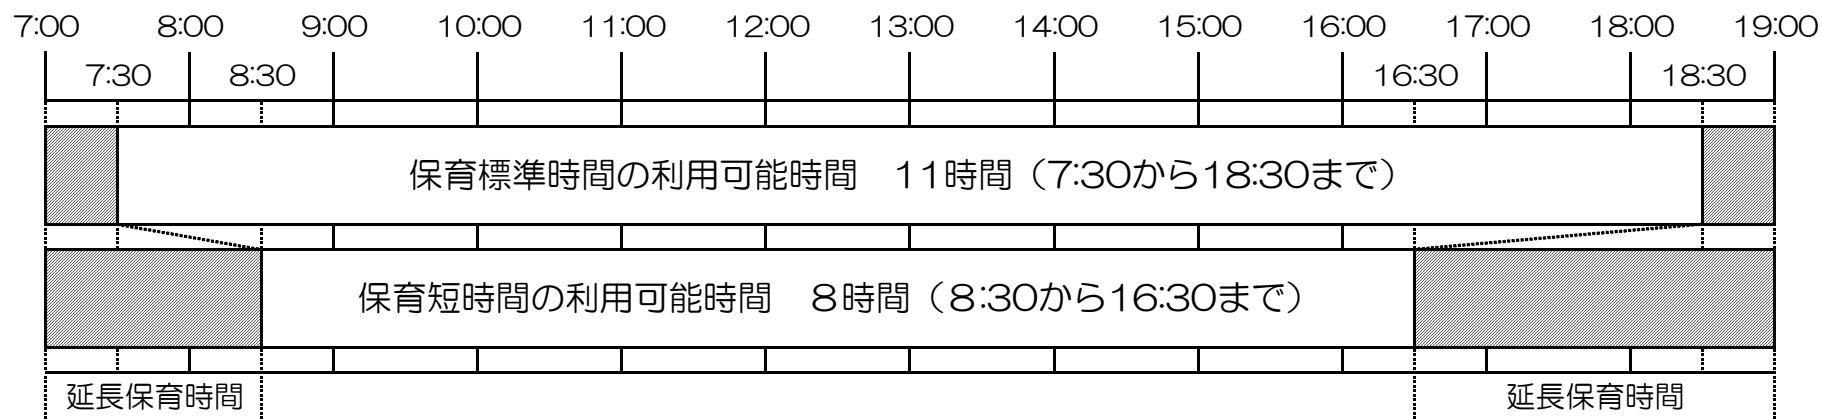 7:00 8:00 9:00 10:00 11:00 12:00 13:00 14:00 15:00 16:00 17:00 18:00 19:00
7:30 8:30 16:30 18:30
保育標準時間の利用可能時間　11時間（7:30から18:30まで）
保育短時間の利用可能時間　８時間（８:30から16:30まで）
延長保育時間 延長保育時間